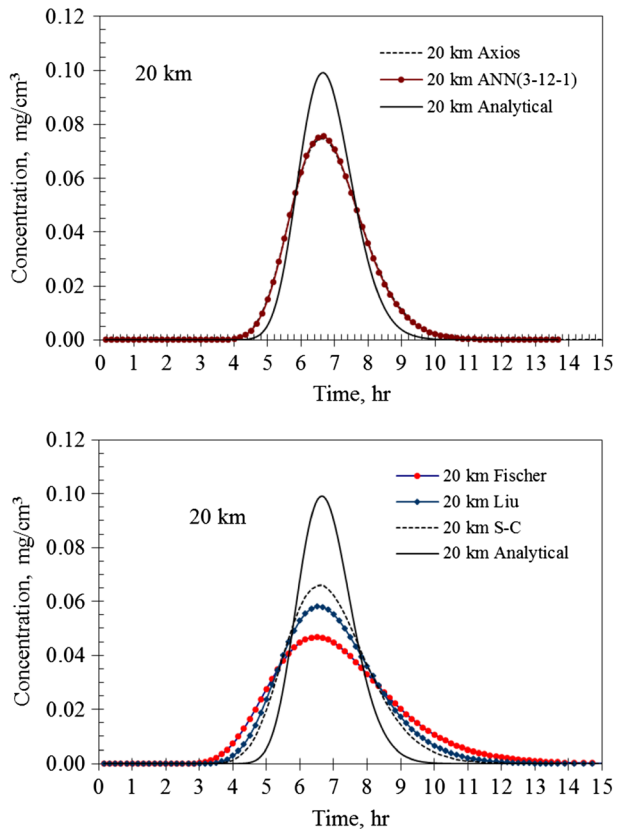 0.12
20 km
20 km Axios
20 km ANN(3-12-1)
20 km Analytical
0.10
0.08
0.06
0.04
0.02
0.00
Concentration, mg/cm³
0 1 2 3 4 5 6 7 8 9 10 11 12 13 14 15
Time, hr
0.12
20 km
20 km Fischer
20 km Liu
20 km S-C
20 km Analytical
0.10
0.08
0.06
0.04
0.02
0.00
Concentration, mg/cm³
0 1 2 3 4 5 6 7 8 9 10 11 12 13 14 15
Time, hr